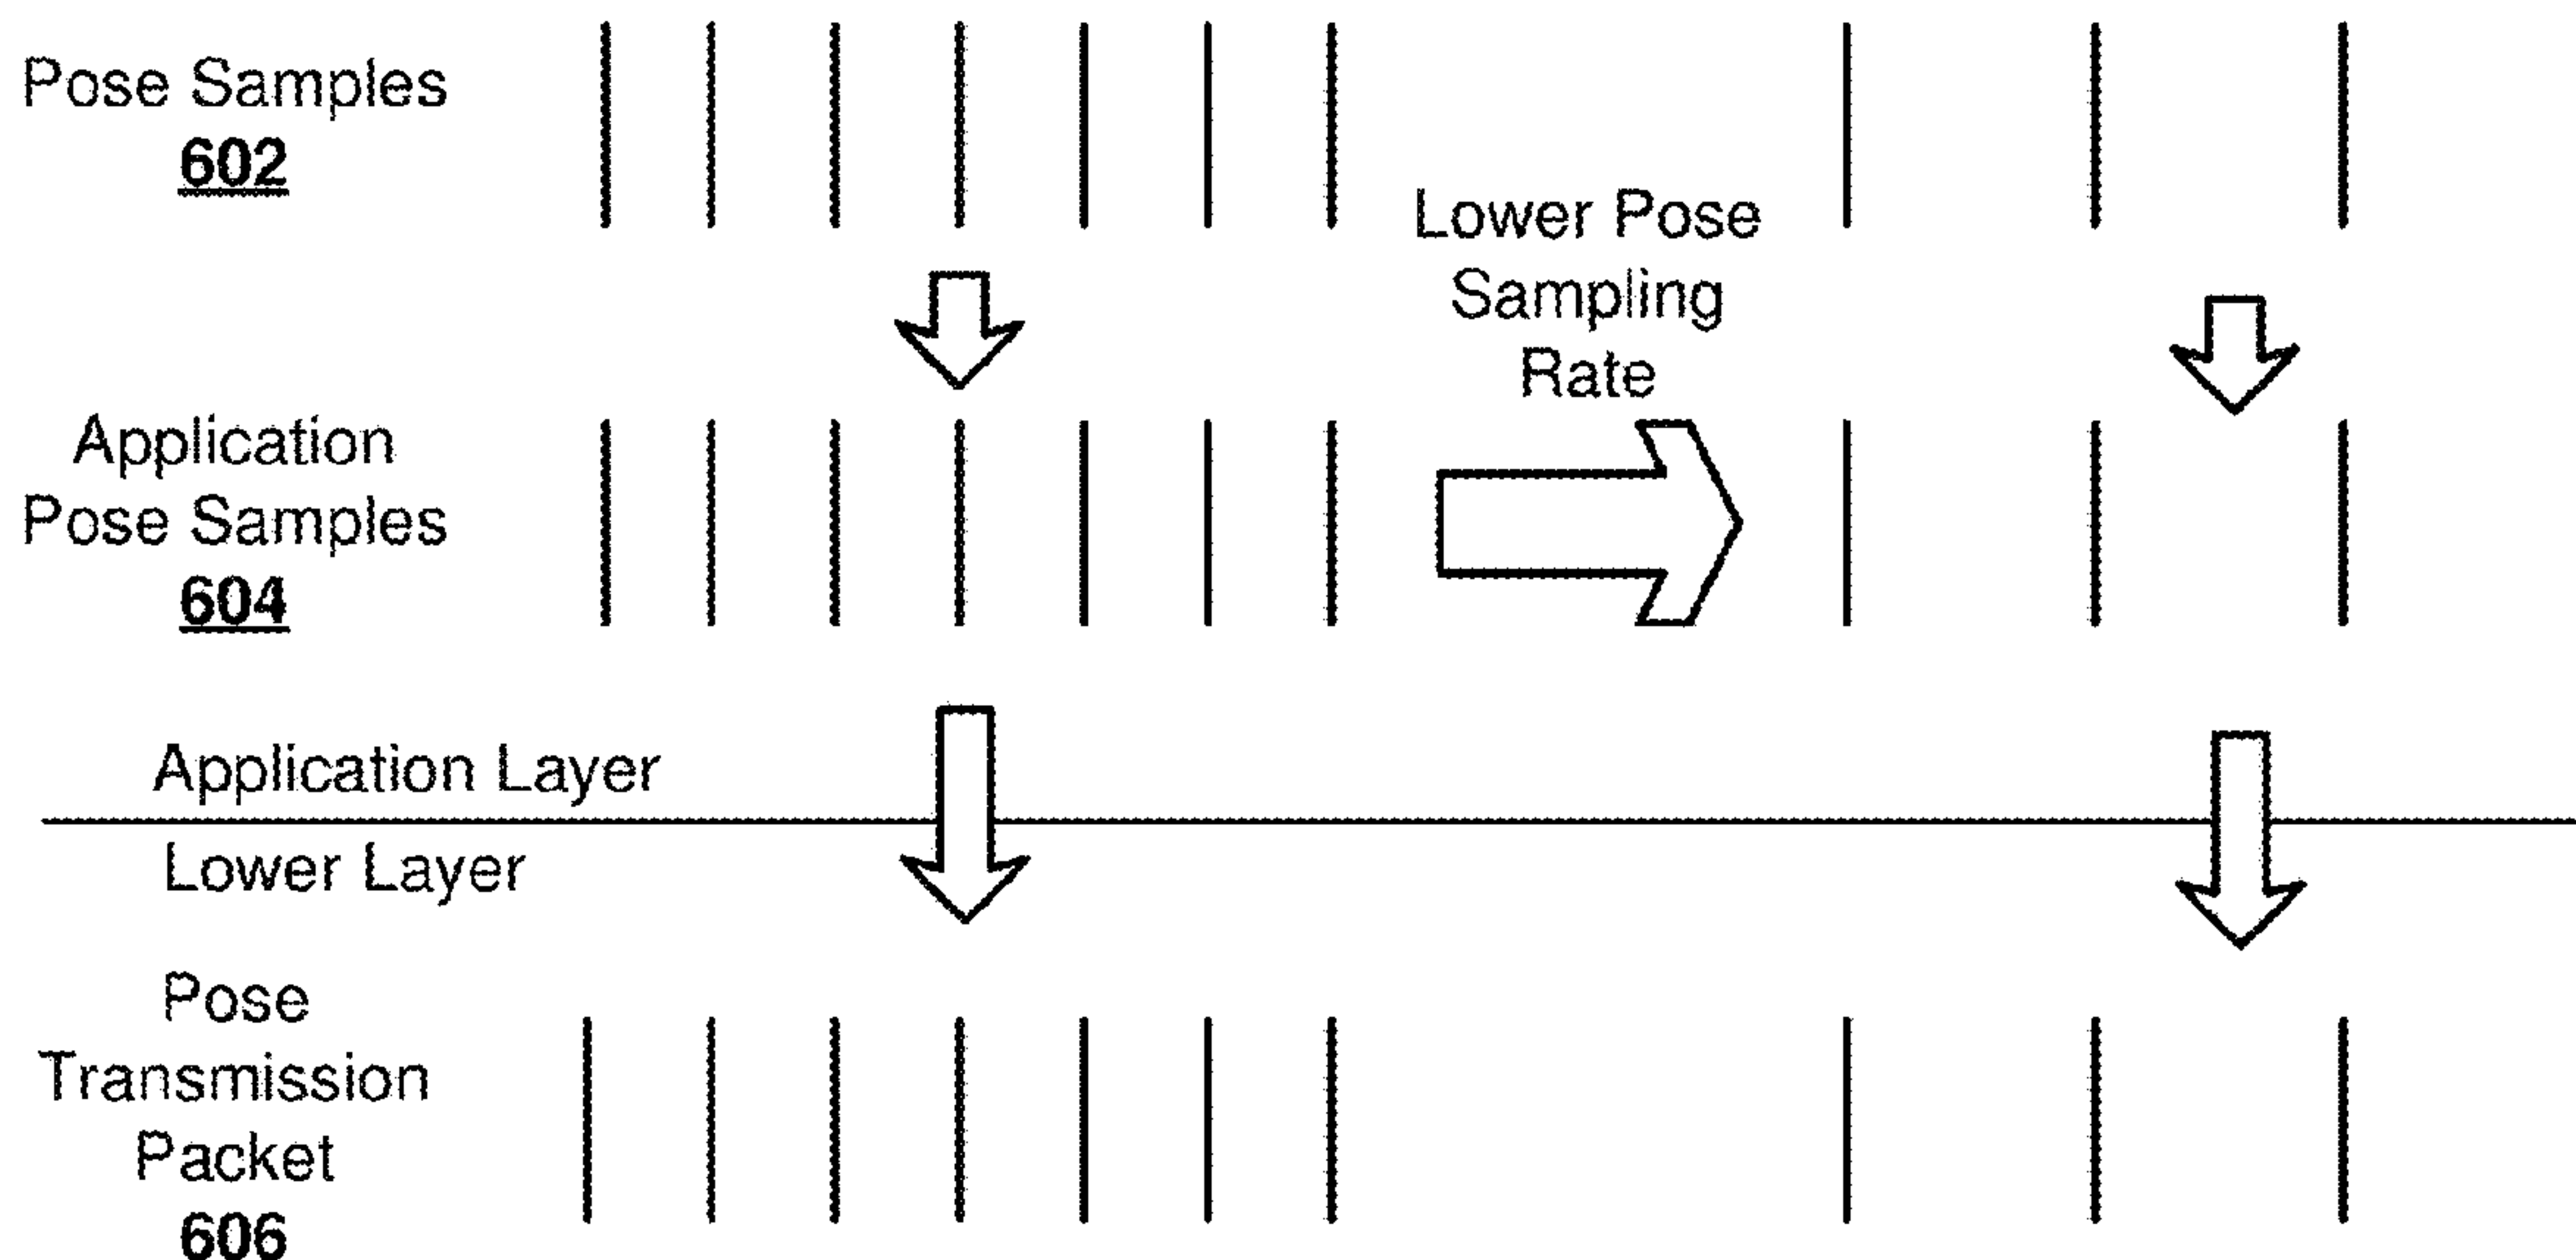 Pose Samples
602
Lower Pose
Sampling
Rate
Application
Pose Samples
604
Application Layer
Lower Layer
Pose
Transmission
Packet
606